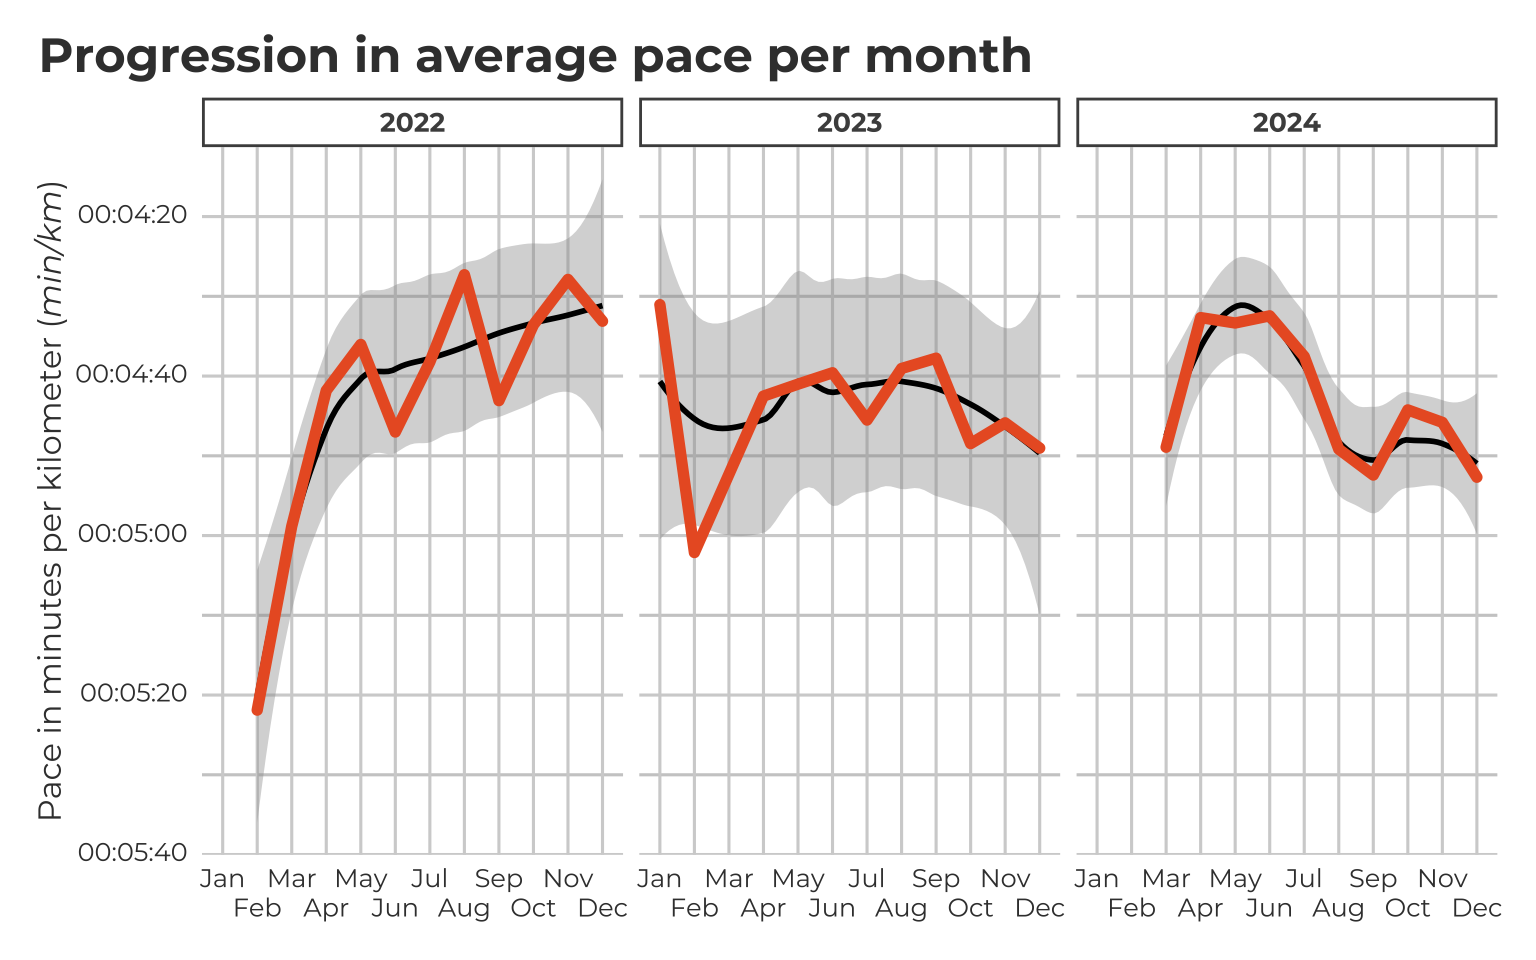 Progression in average pace per month
2022
2023
2024
Pace in minutes per kilometer (min/km)
00:04:20
00:04:40
00:05:00
00:05:20
00:05:40
Jan Mar May Jul Sep Nov
Feb Apr Jun Aug Oct Dec
Jan Mar May Jul Sep Nov
Feb Apr Jun Aug Oct Dec
Jan Mar May Jul Sep Nov
Feb Apr Jun Aug Oct Dec